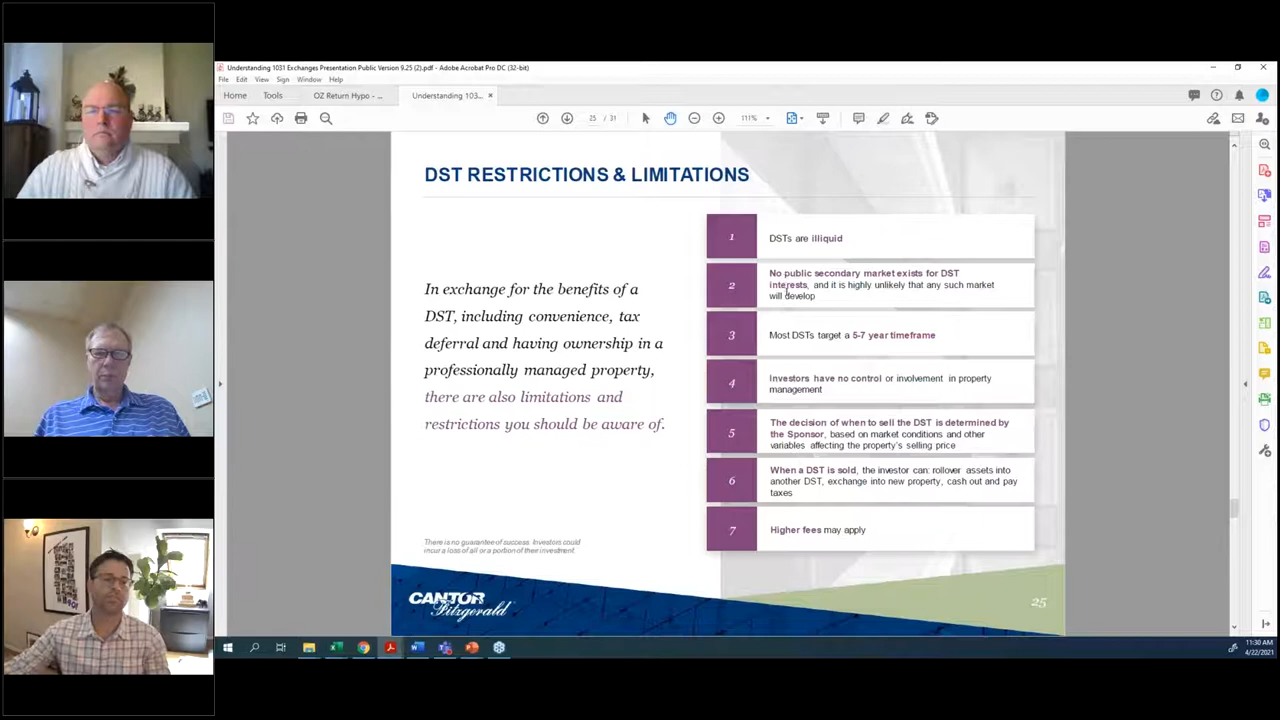 Understanding 1031 Exchanges Presentation Public Version 9.25 (2).pdf - Adobe Acrobat Pro DC (32-bit)
File Edit View Sign Window Help
Home Tools OZ Return Hypo - ... Understanding 103... ×
25 / 31 111%
DST RESTRICTIONS & LIMITATIONS
In exchange for the benefits of a
DST, including convenience, tax
deferral and having ownership in a
professionally managed property,
there are also limitations and
restrictions you should be aware of.
There is no guarantee of success. Investors could
incur a loss of all or a portion of their investment.
1
DSTs are illiquid
2
No public secondary market exists for DST
interests, and it is highly unlikely that any such market
will develop
3
Most DSTs target a 5-7 year timeframe
4
Investors have no control or involvement in property
management
5
The decision of when to sell the DST is determined by
the Sponsor, based on market conditions and other
variables affecting the property's selling price
6
When a DST is sold, the investor can: rollover assets into
another DST, exchange into new property, cash out and pay
taxes
7
Higher fees may apply
CANTOR
Fitzgerald
25
11:30 AM
4/22/2021